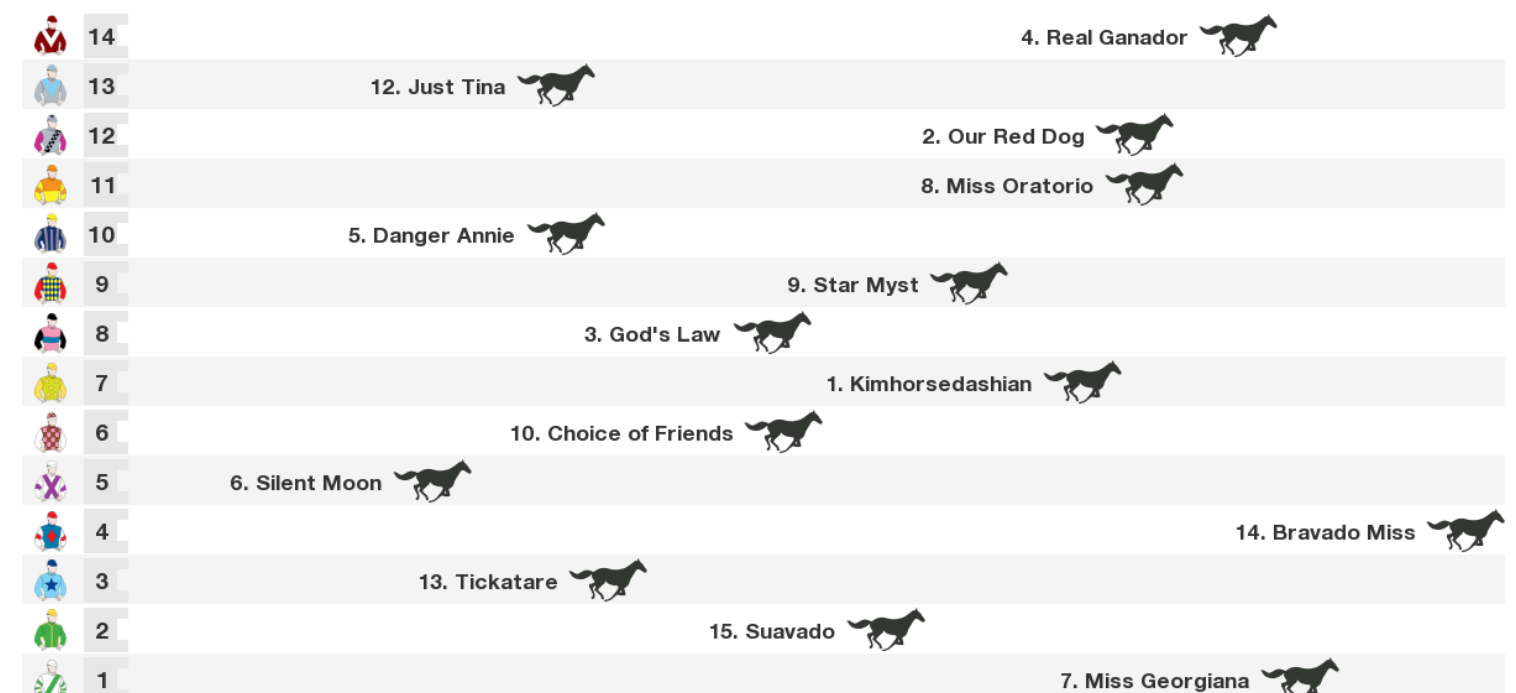 14 4. Real Ganador
13 12. Just Tina
12 2. Our Red Dog
11 8. Miss Oratorio
10 5. Danger Annie
9 9. Star Myst
8 3. God's Law
7 1. Kimhorsedashian
6 10. Choice of Friends
5 6. Silent Moon
4 14. Bravado Miss
3 13. Tickatare
2 15. Suavado
1 7. Miss Georgiana